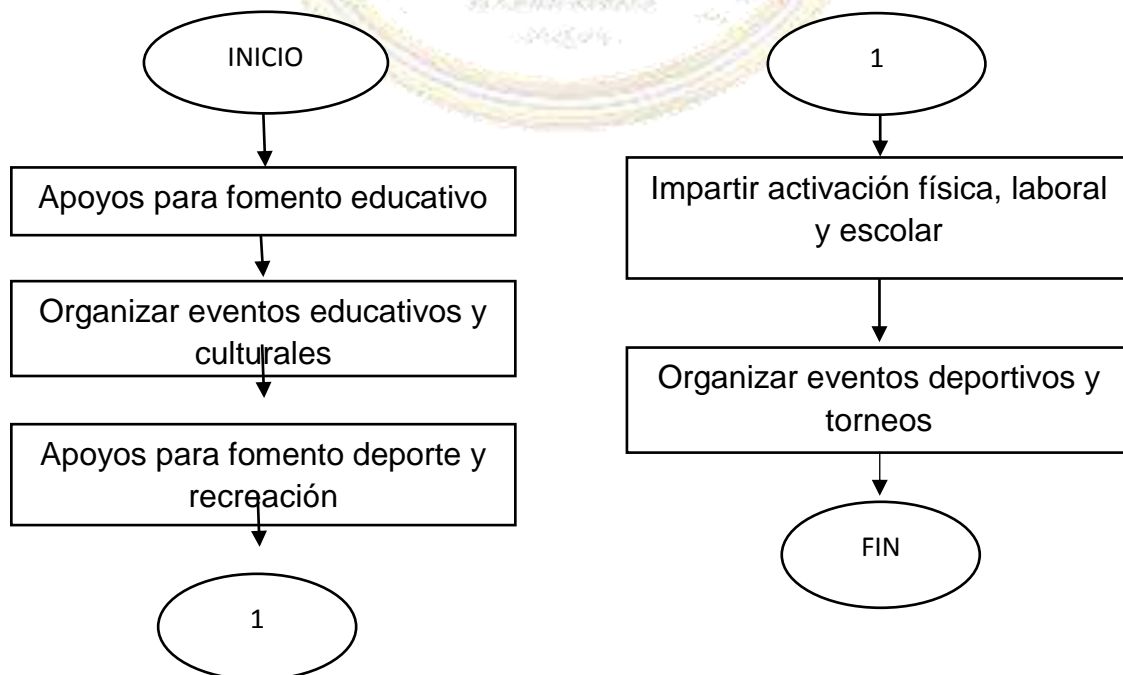 INICIO
Apoyos para fomento educativo
Organizar eventos educativos y
culturales
Apoyos para fomento deporte y
recreación
1
1
Impartir activación física, laboral
y escolar
Organizar eventos deportivos y
torneos
FIN